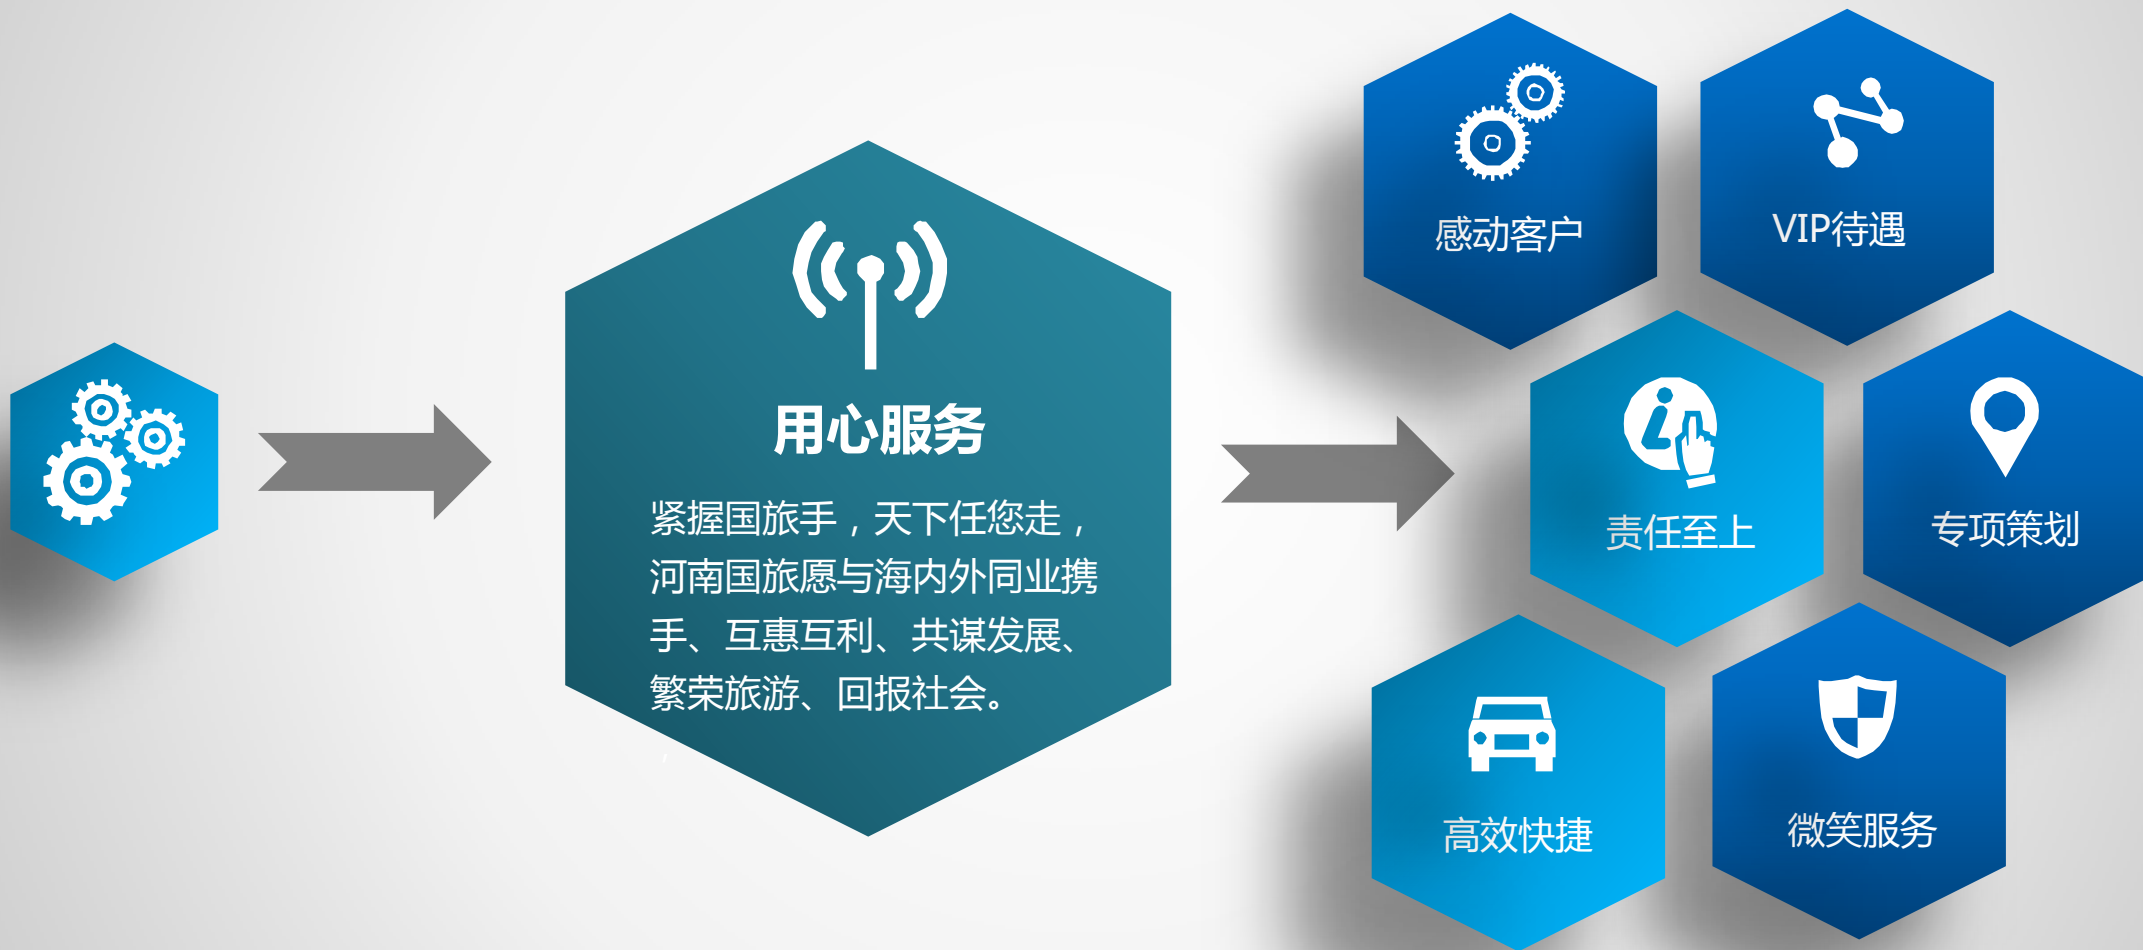 用心服务
紧握国旅手，天下任您走，
河南国旅愿与海内外同业携
手、互惠互利、共谋发展、
繁荣旅游、回报社会。
，
感动客户
VIP待遇
责任至上
专项策划
高效快捷
微笑服务